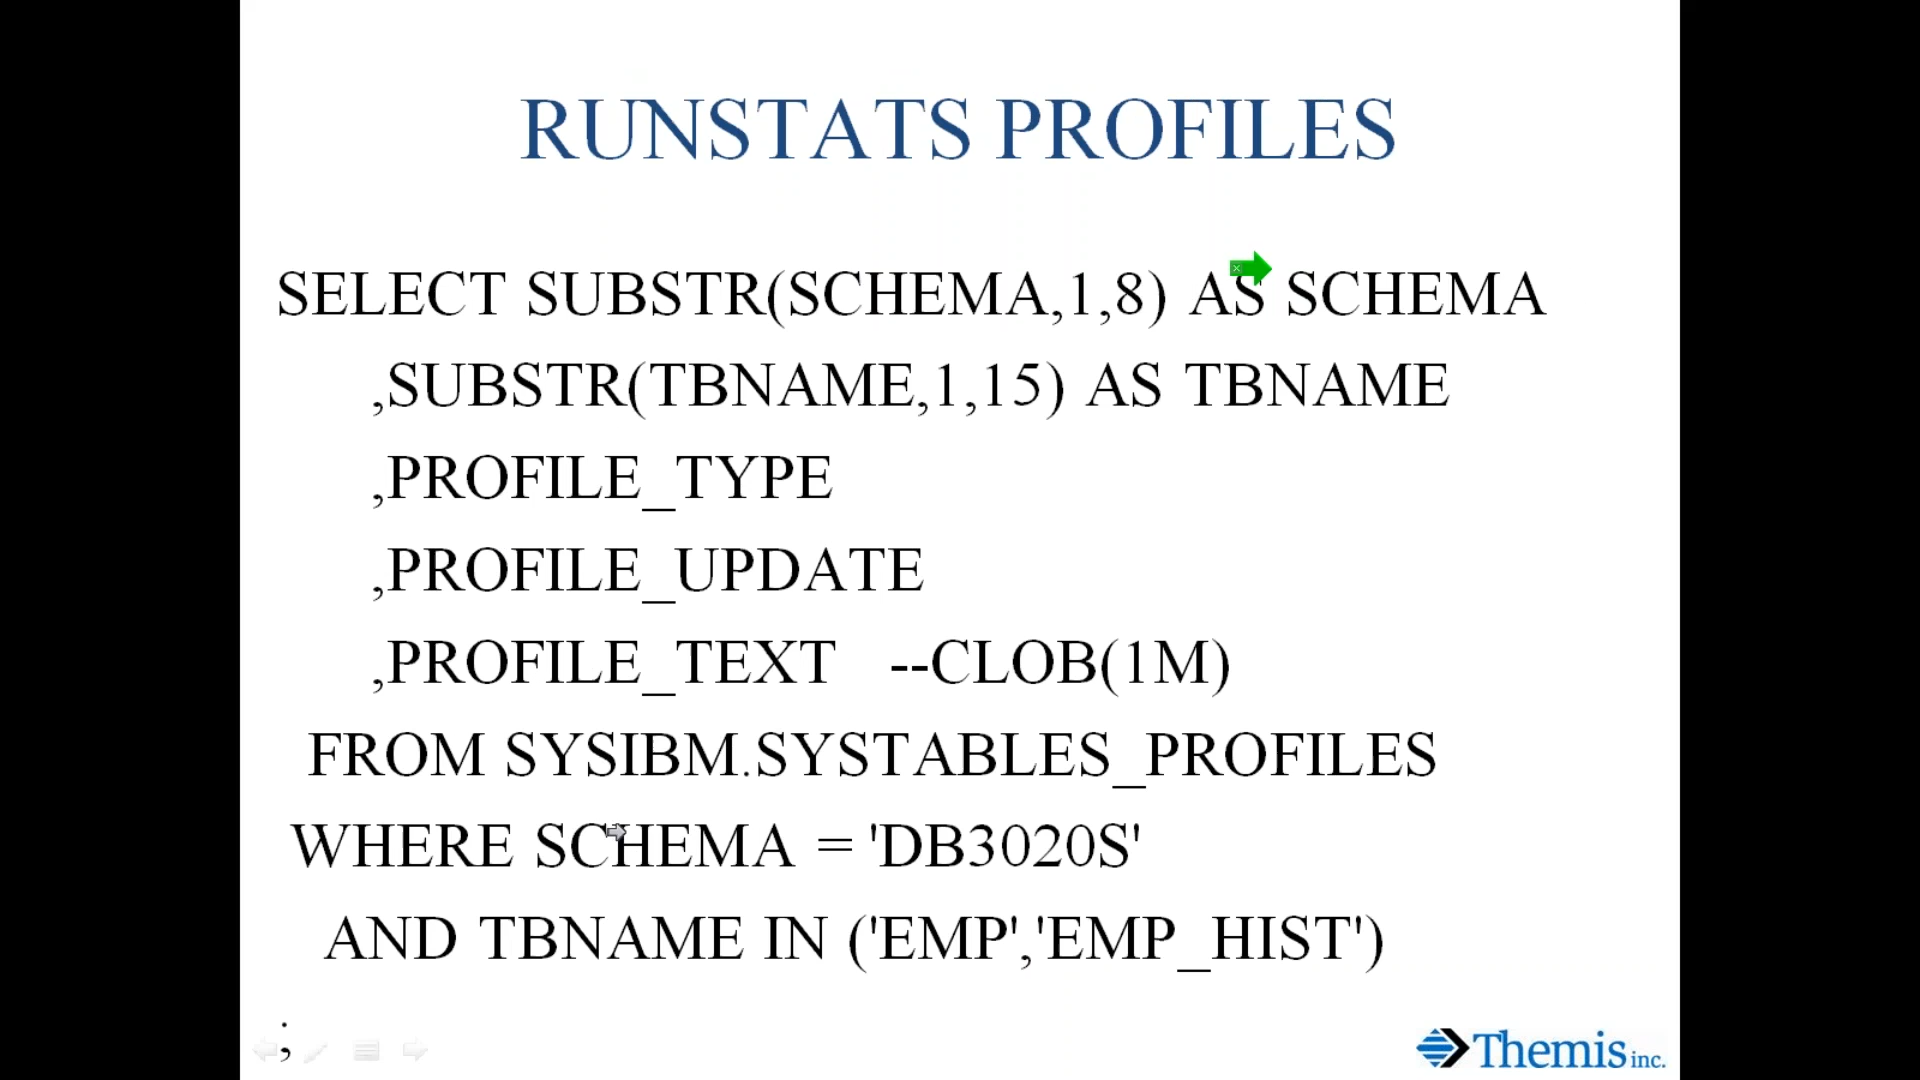 RUNSTATS PROFILES
SELECT SUBSTR(SCHEMA,1,8) AS SCHEMA
,SUBSTR(TBNAME,1,15) AS TBNAME
,PROFILE_TYPE
,PROFILE_UPDATE
,PROFILE_TEXT --CLOB(1M)
FROM SYSIBM.SYSTABLES_PROFILES
WHERE SCHEMA = 'DB3020S'
AND TBNAME IN ('EMP','EMP_HIST')
;
Themis inc.